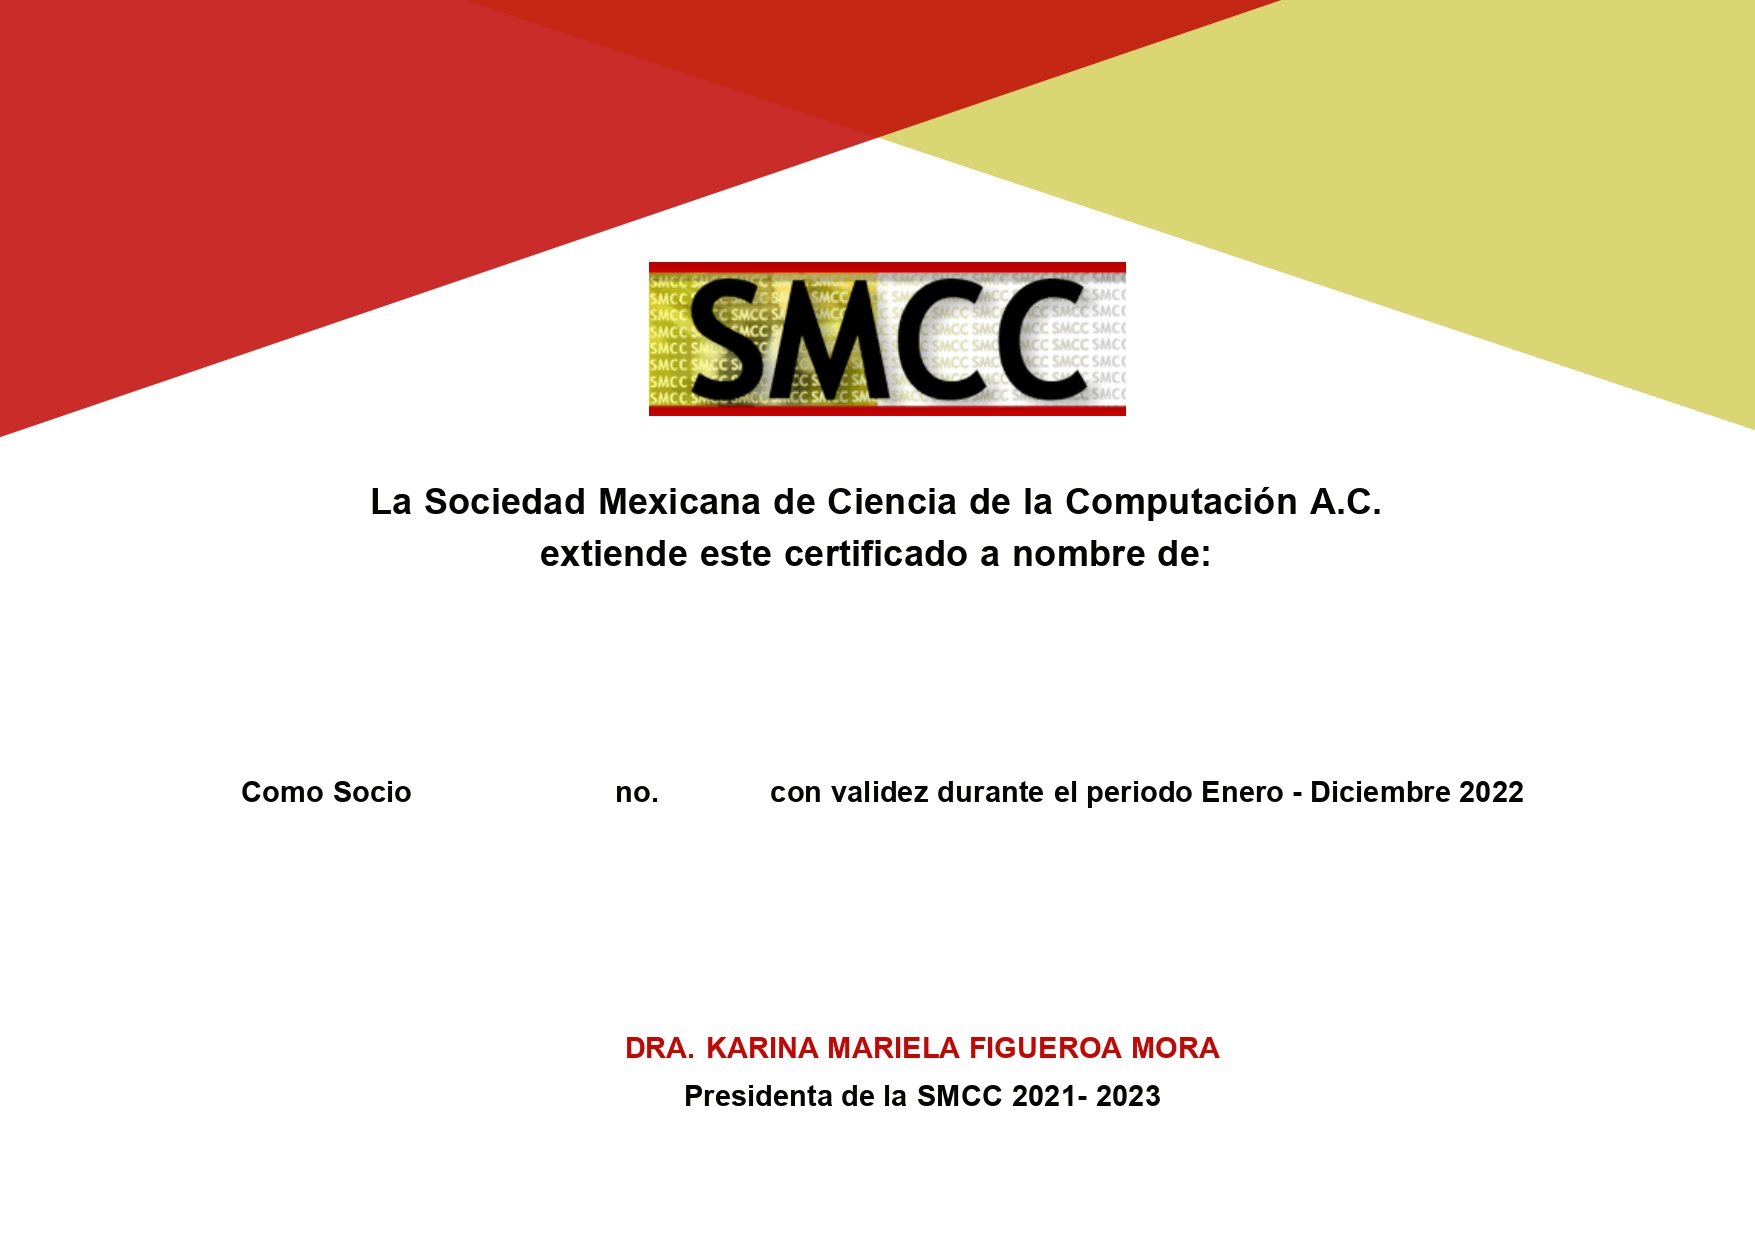 SMCC
La Sociedad Mexicana de Ciencia de la Computación A.C.
extiende este certificado a nombre de:
Como Socio no. con validez durante el periodo Enero - Diciembre 2022
DRA. KARINA MARIELA FIGUEROA MORA
Presidenta de la SMCC 2021- 2023